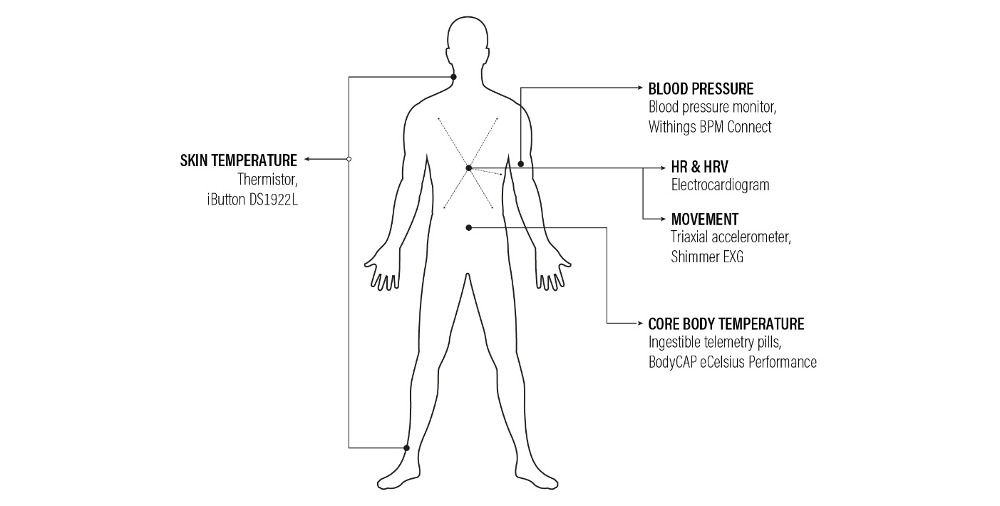 SKIN TEMPERATURE
Thermistor,
iButton DS1922L
BLOOD PRESSURE
Blood pressure monitor,
Withings BPM Connect
HR & HRV
Electrocardiogram
MOVEMENT
Triaxial accelerometer,
Shimmer EXG
CORE BODY TEMPERATURE
Ingestible telemetry pills,
BodyCAP eCelsius Performance